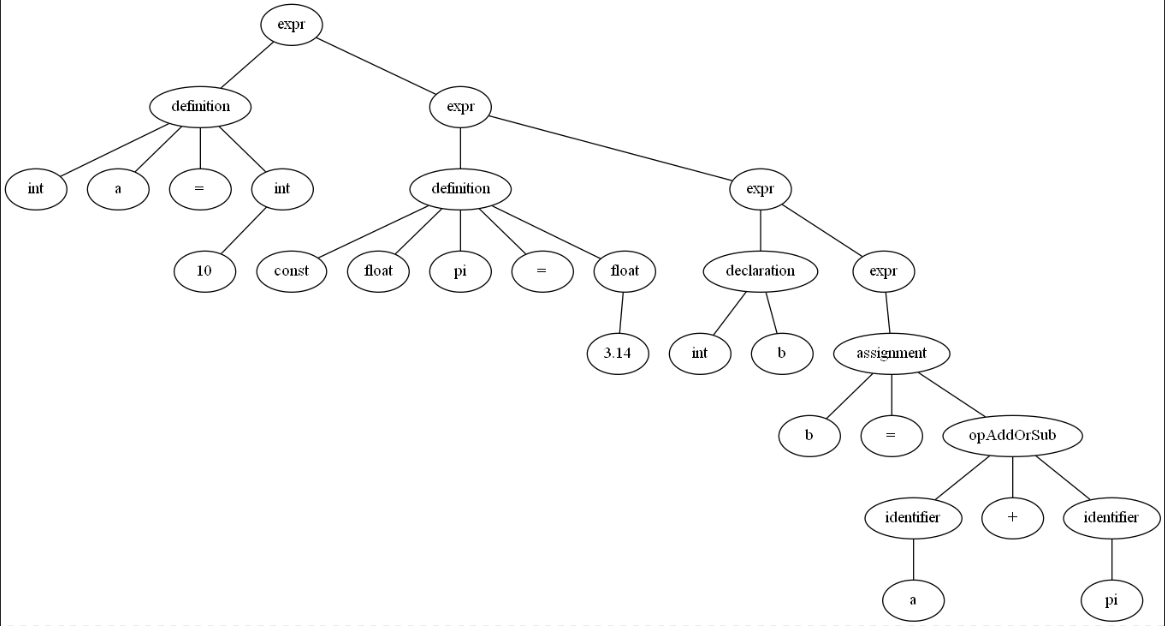 expr
definition expr
int a = int definition expr
10 const float pi = float declaration expr
3.14 int b assignment
b = opAddOrSub
identifier + identifier
a pi